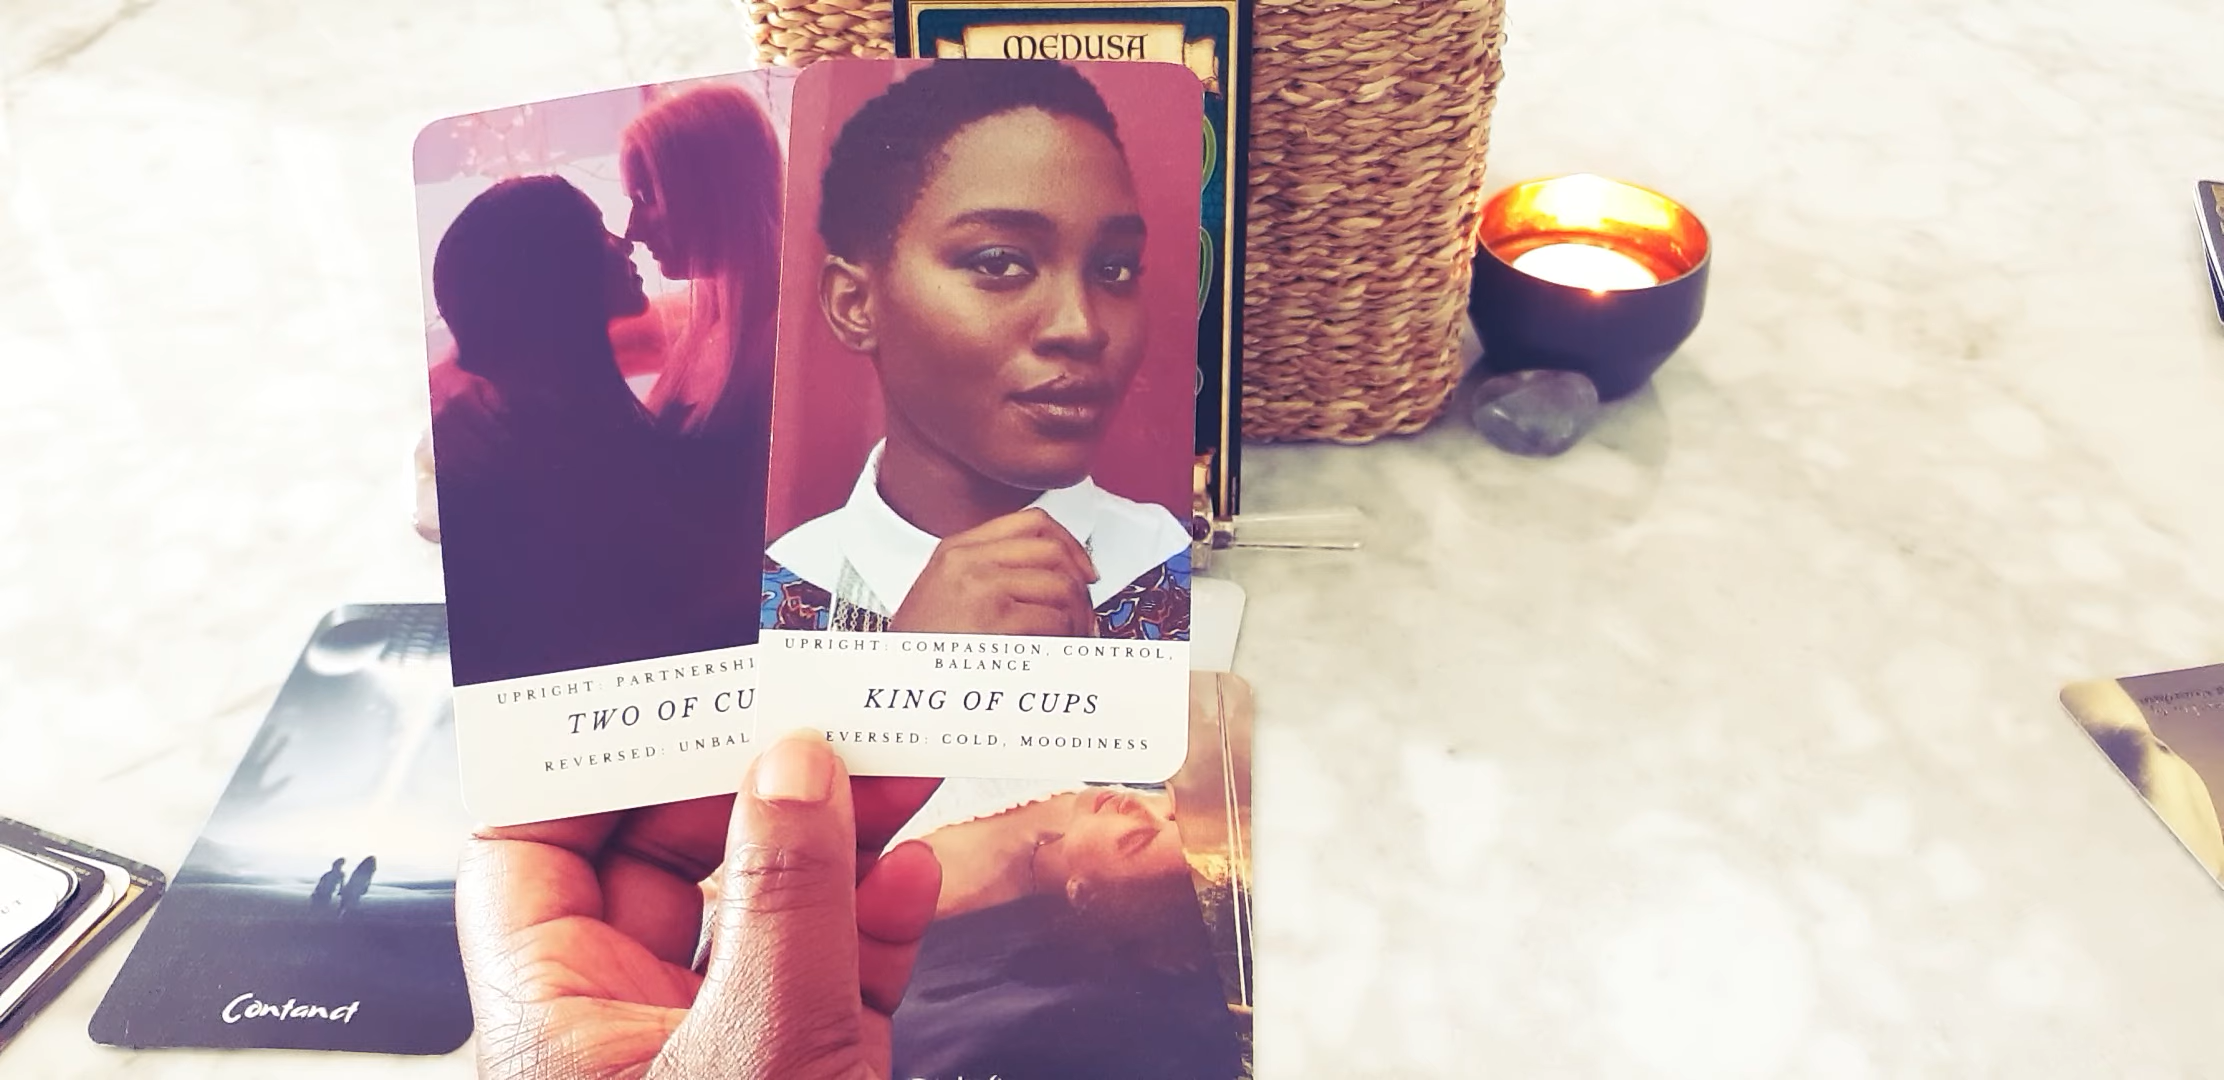 MEDUSA
UPRIGHT: PARTNERSHI
TWO OF CU
REVERSED: UNBAL
UPRIGHT: COMPASSION, CONTROL,
BALANCE
KING OF CUPS
EVERSED: COLD, MOODINESS
Contanct